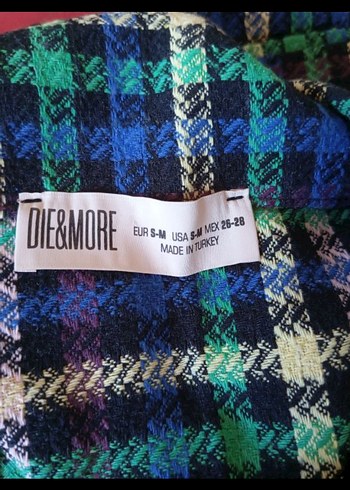 DIE&MORE
EUR S-M USA S-M MEX 26-28
MADE IN TURKEY